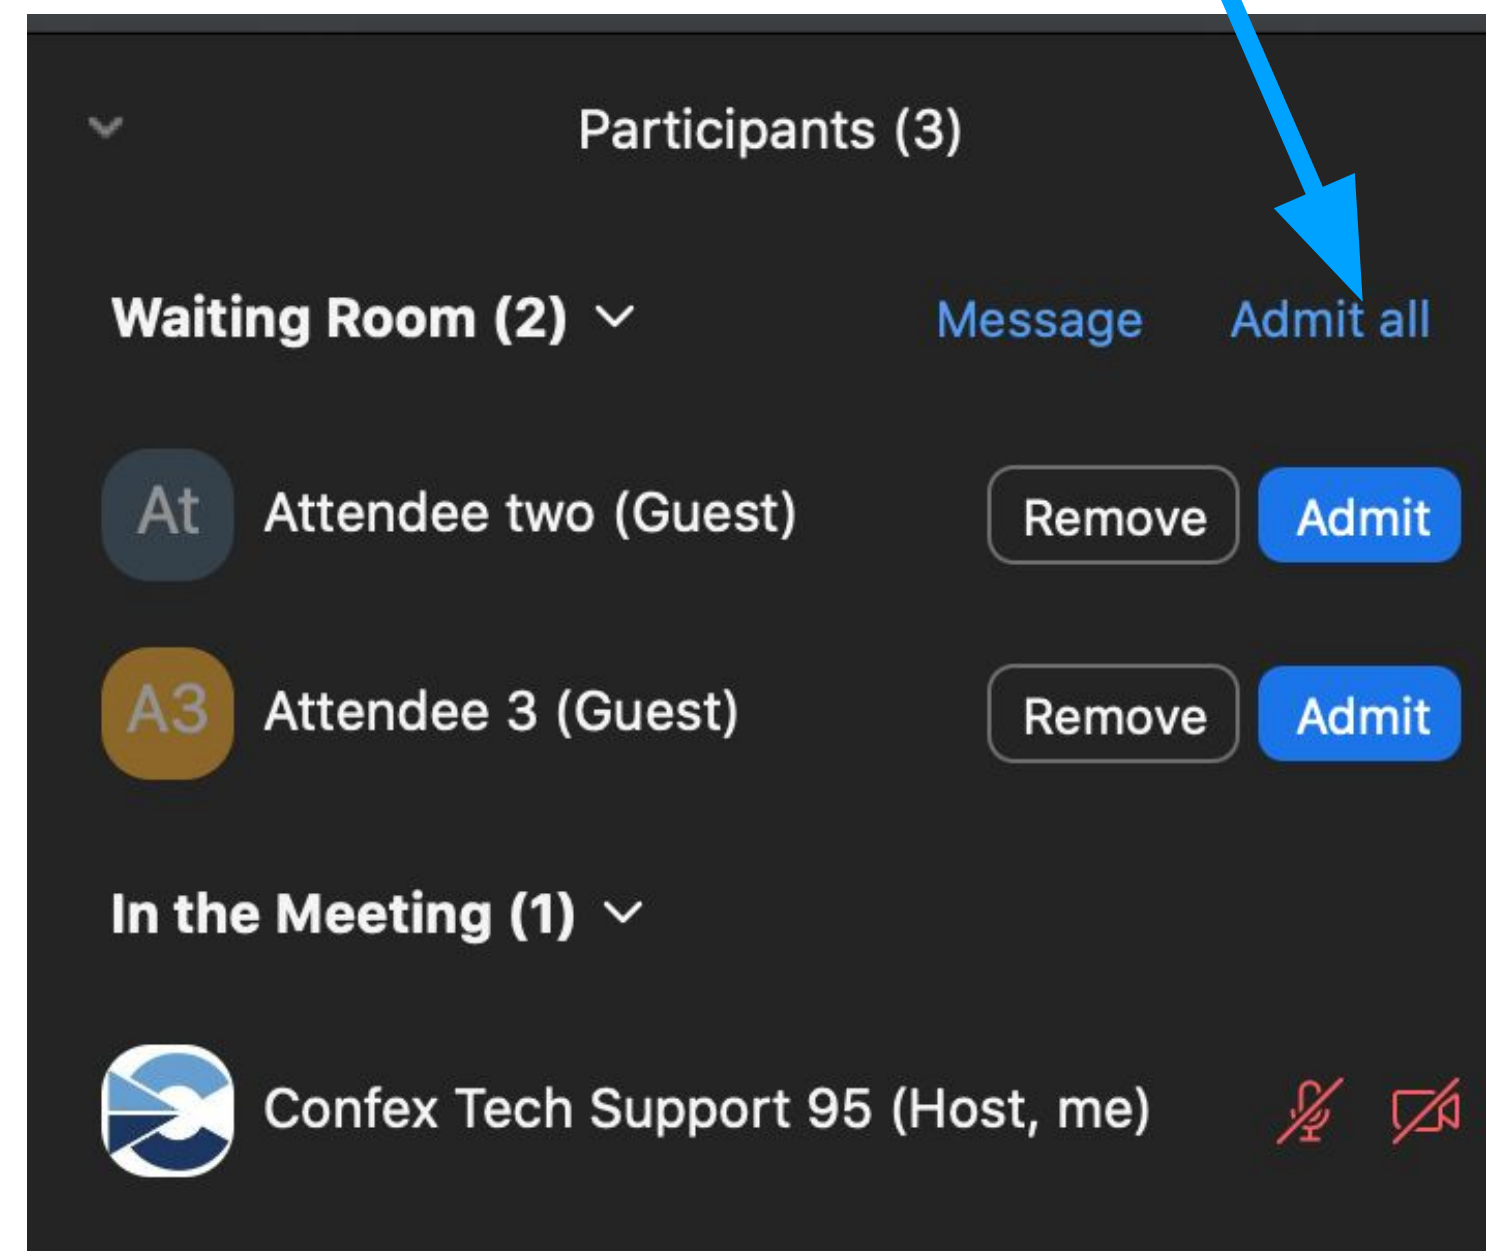 Participants (3)
Waiting Room (2) Message Admit all
At Attendee two (Guest) Remove Admit
A3 Attendee 3 (Guest) Remove Admit
In the Meeting (1)
Confex Tech Support 95 (Host, me)